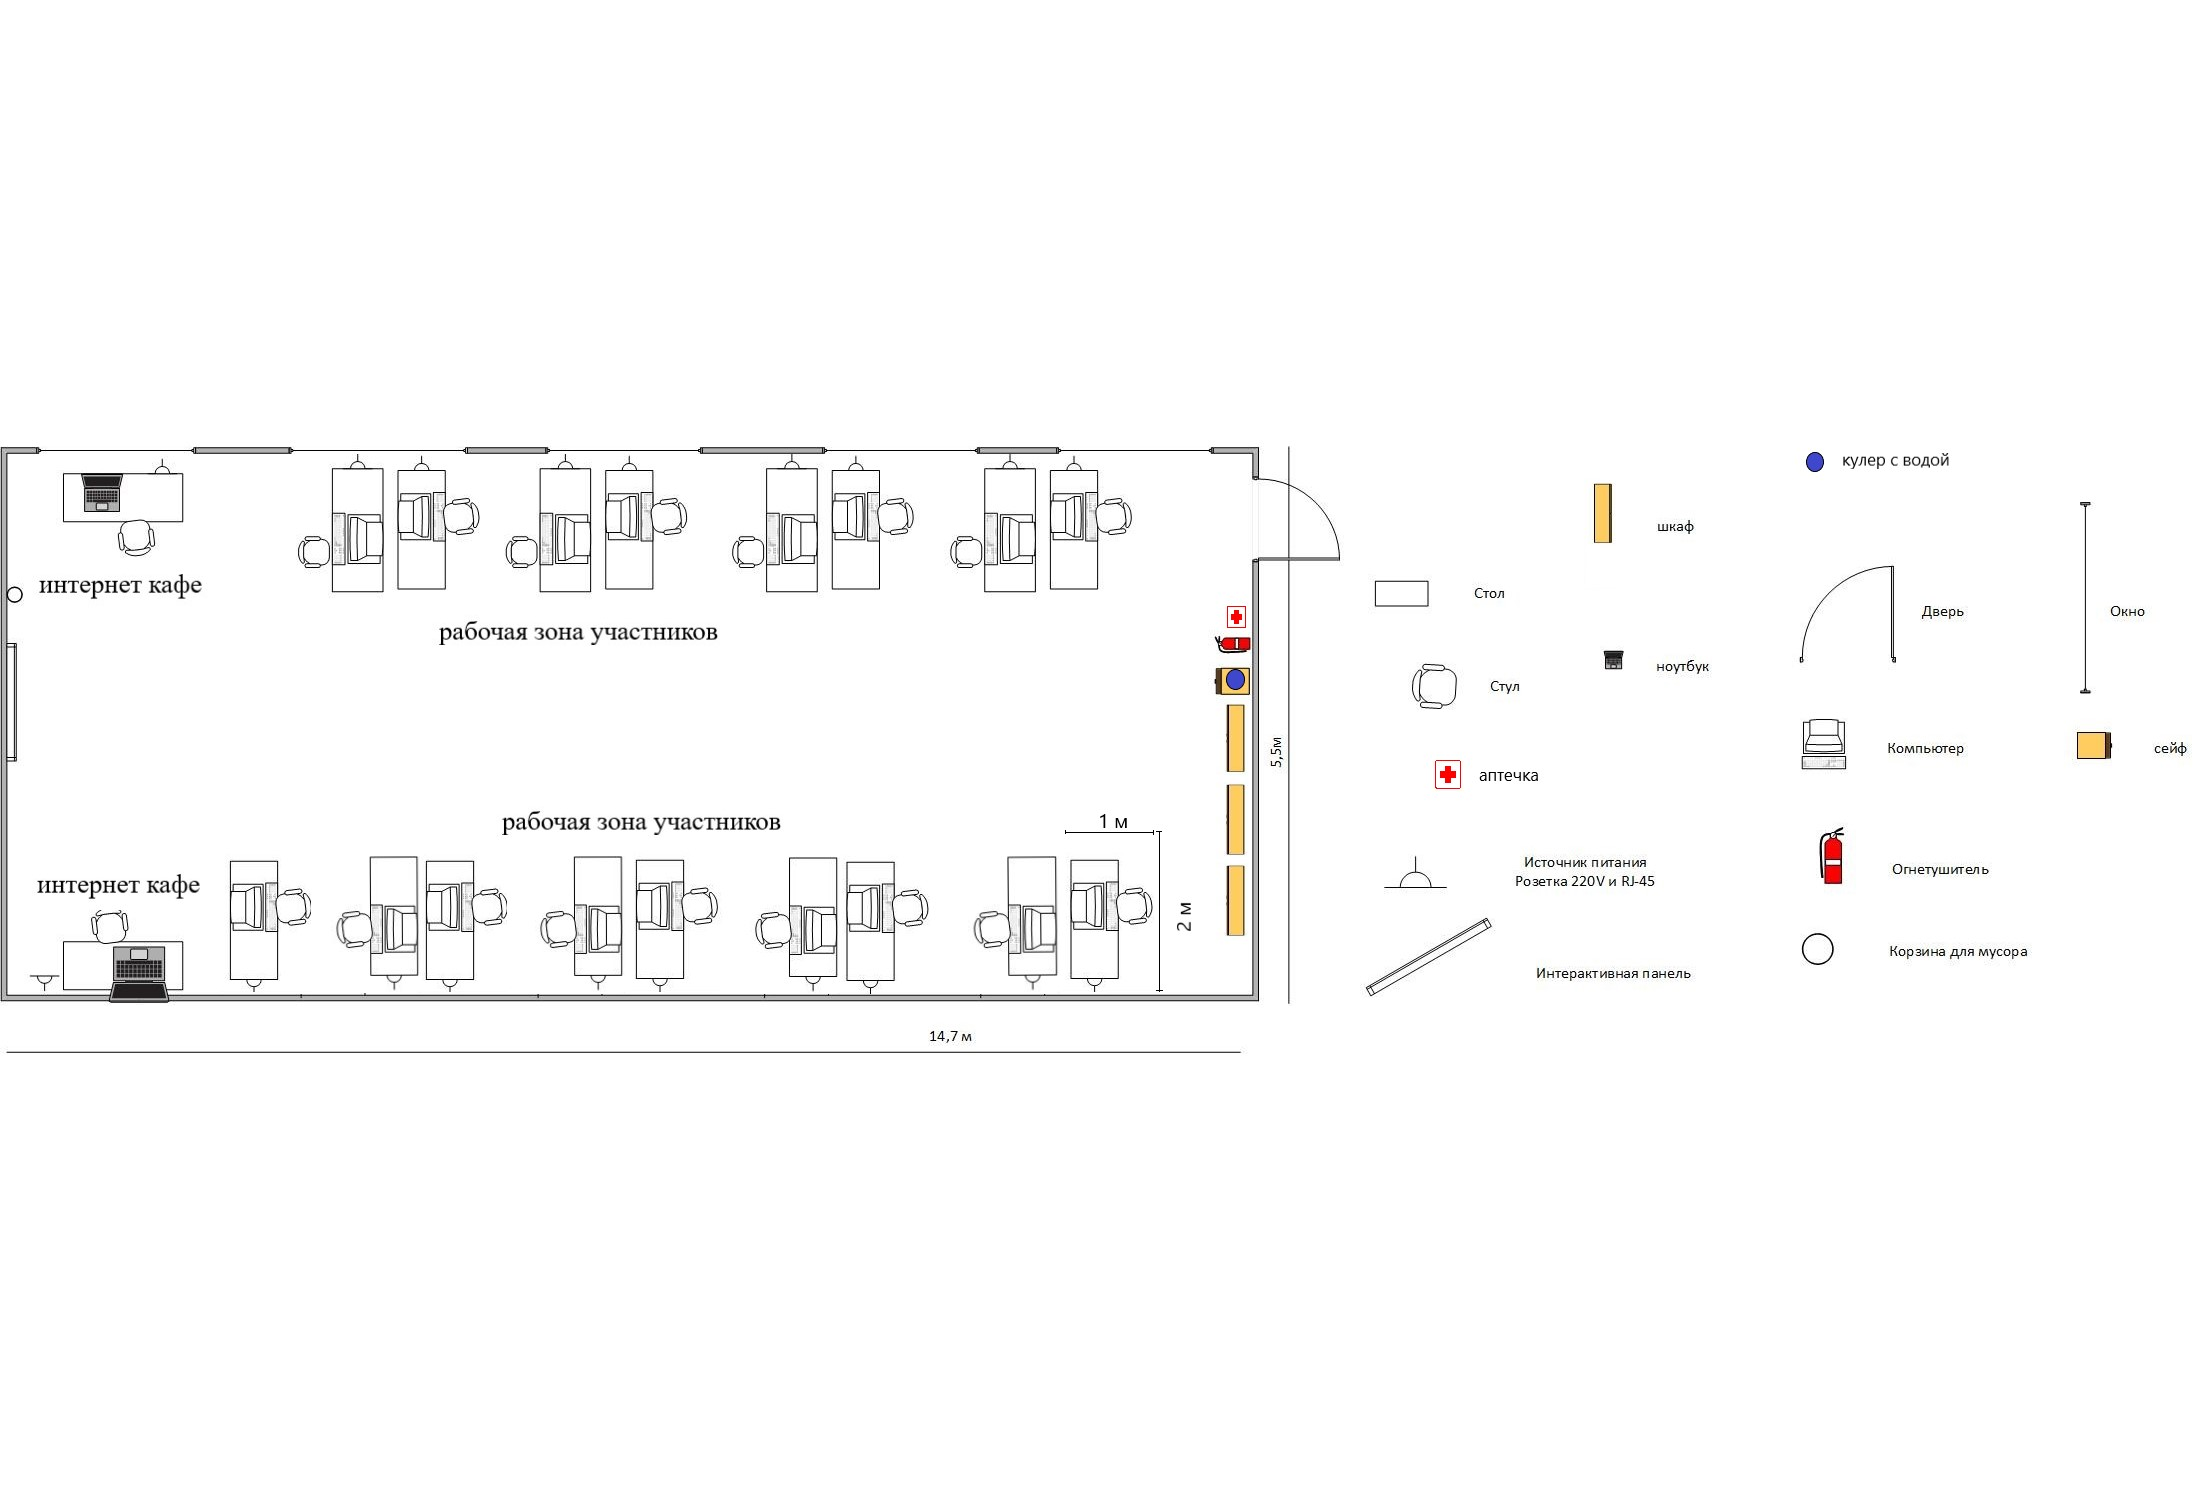 интернет кафе
рабочая зона участников
рабочая зона участников
1 м
2 м
интернет кафе
5,5м
14,7 м
кулер с водой
шкаф
Стол
Дверь
Окно
ноутбук
Стул
Компьютер
сейф
аптечка
Источник питания
Розетка 220V и RJ-45
Огнетушитель
Корзина для мусора
Интерактивная панель